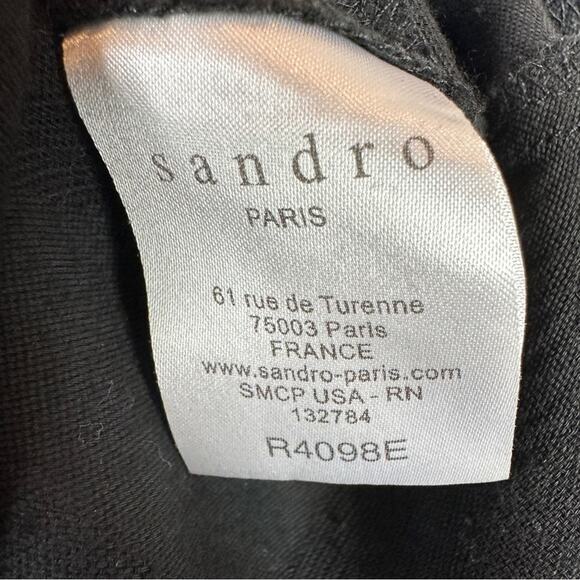 sandro
PARIS
61 rue de Turenne
75003 Paris
FRANCE
www.sandro-paris.com
SMCP USA - RN
132784
R4098E